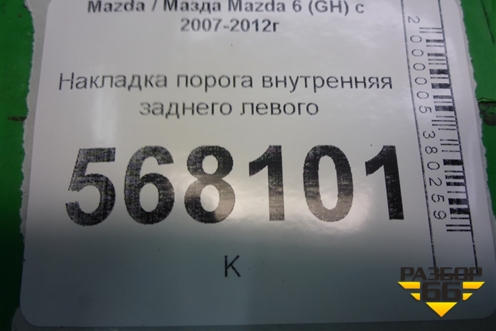 Mazda / Мазда Mazda 6 (GH) с
2007-2012г
Накладка порога внутренняя
заднего левого
568101
К
2000005380259
РАЗБОР
66